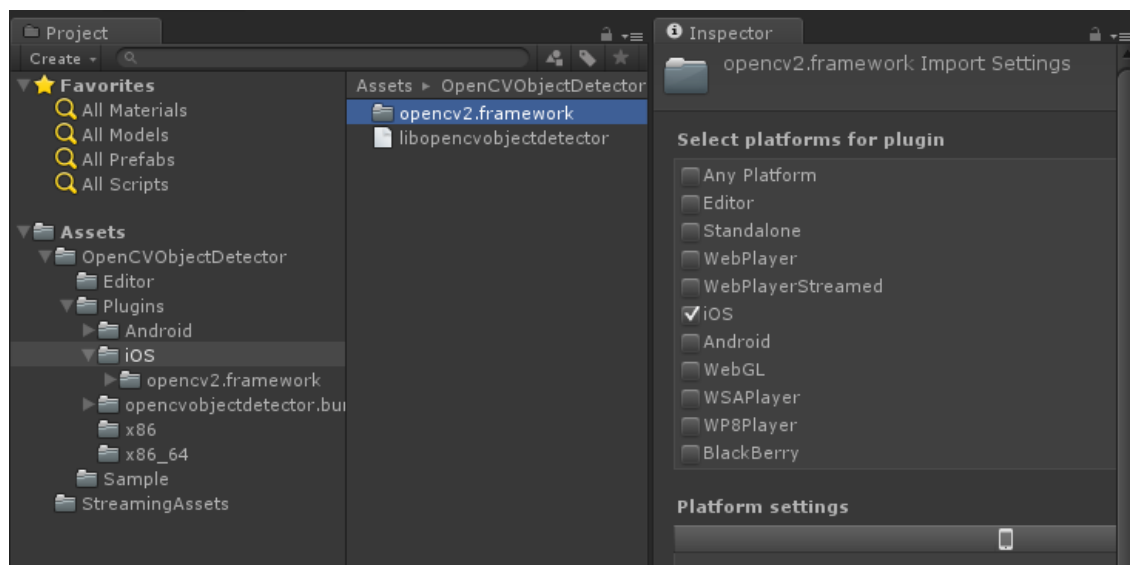 Project
Create
Favorites
All Materials
All Models
All Prefabs
All Scripts
Assets
OpenCVObjectDetector
Editor
Plugins
Android
iOS
opencv2.framework
opencvobjectdetector.bu
x86
x86_64
Sample
StreamingAssets
Assets ▸ OpenCVObjectDetector
opencv2.framework
libopencvobjectdetector
Inspector
opencv2.framework Import Settings
Select platforms for plugin
Any Platform
Editor
Standalone
WebPlayer
WebPlayerStreamed
iOS
Android
WebGL
WSAPlayer
WP8Player
BlackBerry
Platform settings